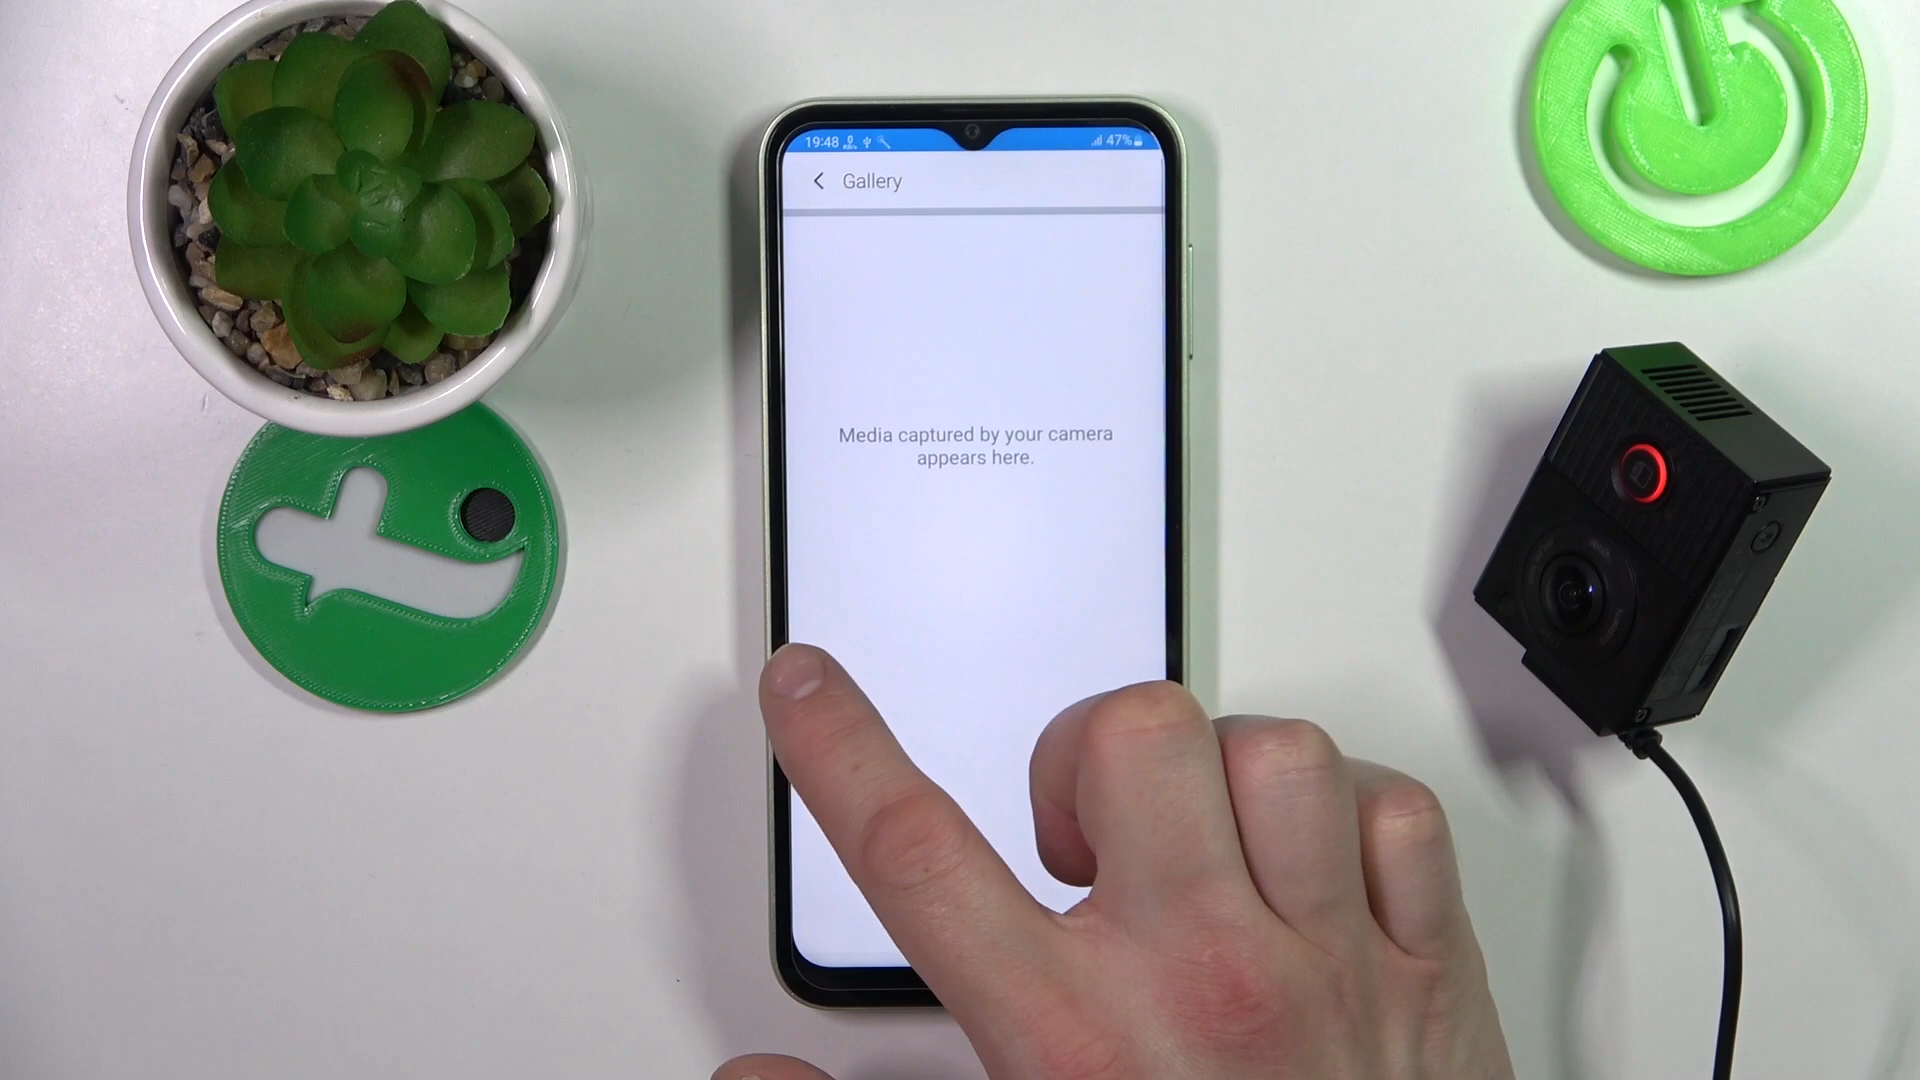 19:48
47%
Gallery
Media captured by your camera
appears here.